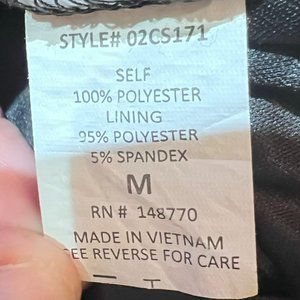 STYLE# 02CS171
SELF
100% POLYESTER
LINING
95% POLYESTER
5% SPANDEX
M
RN # 148770
MADE IN VIETNAM
SEE REVERSE FOR CARE